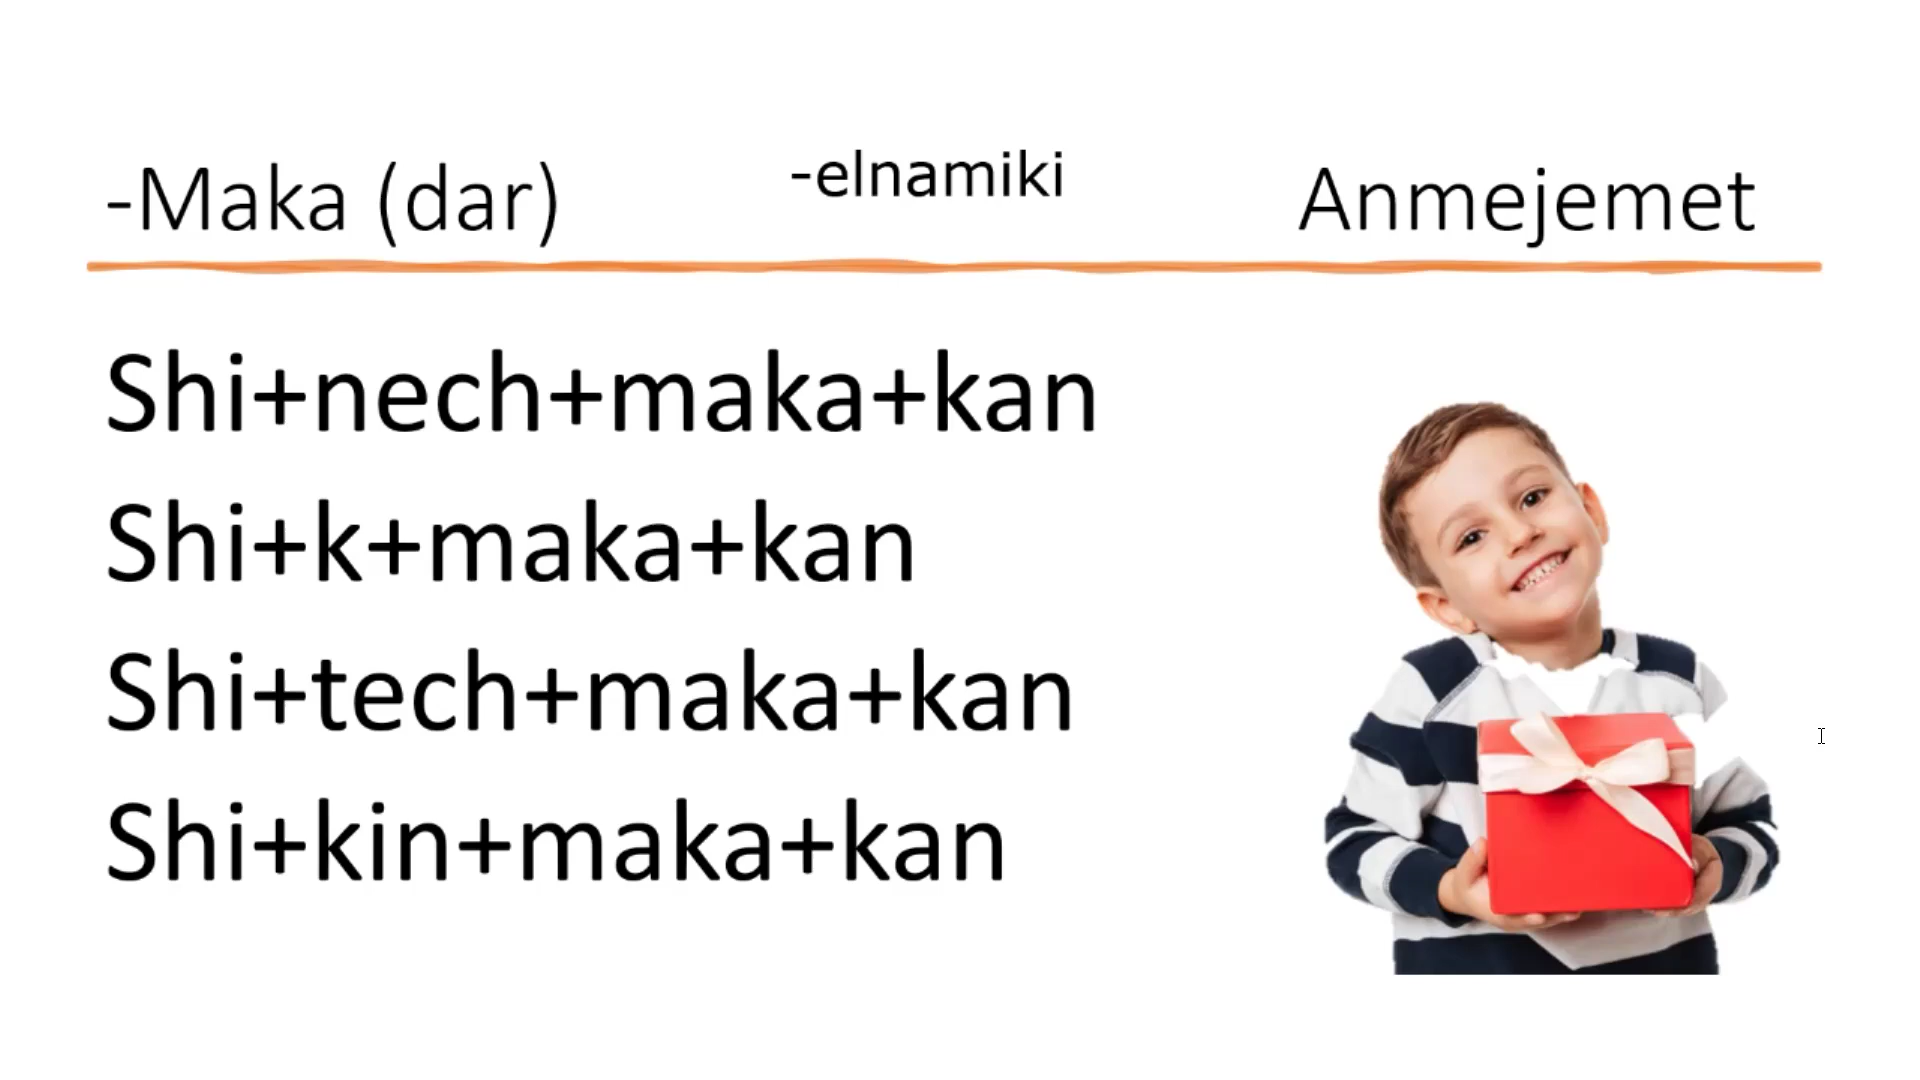 -Maka (dar)
-elnamiki
Anmejemet
Shi+nech+maka+kan
Shi+k+maka+kan
Shi+tech+maka+kan
Shi+kin+maka+kan